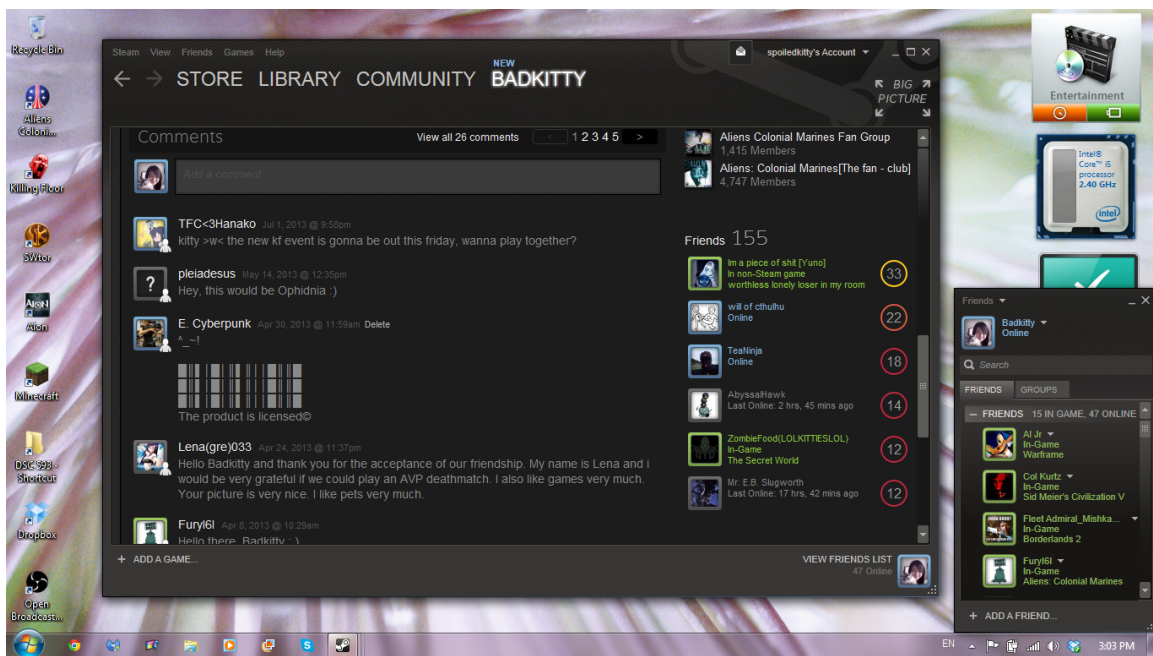 Recycle Bin
Aliens
Coloni...
Killing Floor
SWtor
AION
Aion
Minecraft
DSC 593 -
Shortcut
Dropbox
Open
Broadcast...
Steam View Friends Games Help
spoiledkitty's Account
STORE LIBRARY COMMUNITY
NEW
BADKITTY
BIG
PICTURE
Comments
View all 26 comments < 1 2 3 4 5 >
Add a comment
TFC<3Hanako Jul 1, 2013 @ 9:58pm
kitty >w< the new kf event is gonna be out this friday, wanna play together?
?
pleiadesus May 14, 2013 @ 12:35pm
Hey, this would be Ophidnia :)
E. Cyberpunk Apr 30, 2013 @ 11:59am Delete
^_~!
The product is licensed©
Lena(gre)033 Apr 24, 2013 @ 11:37pm
Hello Badkitty and thank you for the acceptance of our friendship. My name is Lena and i
would be very grateful if we could play an AVP deathmatch. I also like games very much.
Your picture is very nice. I like pets very much.
Furyl6l Apr 8, 2013 @ 10:29am
Hello there, Badkitty : )
Aliens Colonial Marines Fan Group
1,415 Members
Aliens: Colonial Marines[The fan - club]
4,747 Members
Friends 155
Im a piece of shit [Yuno]
In non-Steam game
worthless lonely loser in my room
33
will of cthulhu
Online
22
TeaNinja
Online
18
AbyssalHawk
Last Online: 2 hrs, 45 mins ago
14
ZombieFood(LOLKITTIESLOL)
In-Game
The Secret World
12
Mr. E.B. Slugworth
Last Online: 17 hrs, 42 mins ago
12
+ ADD A GAME...
VIEW FRIENDS LIST
47 Online
Entertainment
Intel®
Core™ i5
processor
2.40 GHz
intel
Friends
Badkitty
Online
Search
FRIENDS GROUPS
FRIENDS 15 IN GAME, 47 ONLINE
Al Jr
In-Game
Warframe
Col Kurtz
In-Game
Sid Meier's Civilization V
Fleet Admiral_Mishka...
In-Game
Borderlands 2
Furyl6l
In-Game
Aliens: Colonial Marines
+ ADD A FRIEND...
EN
3:03 PM